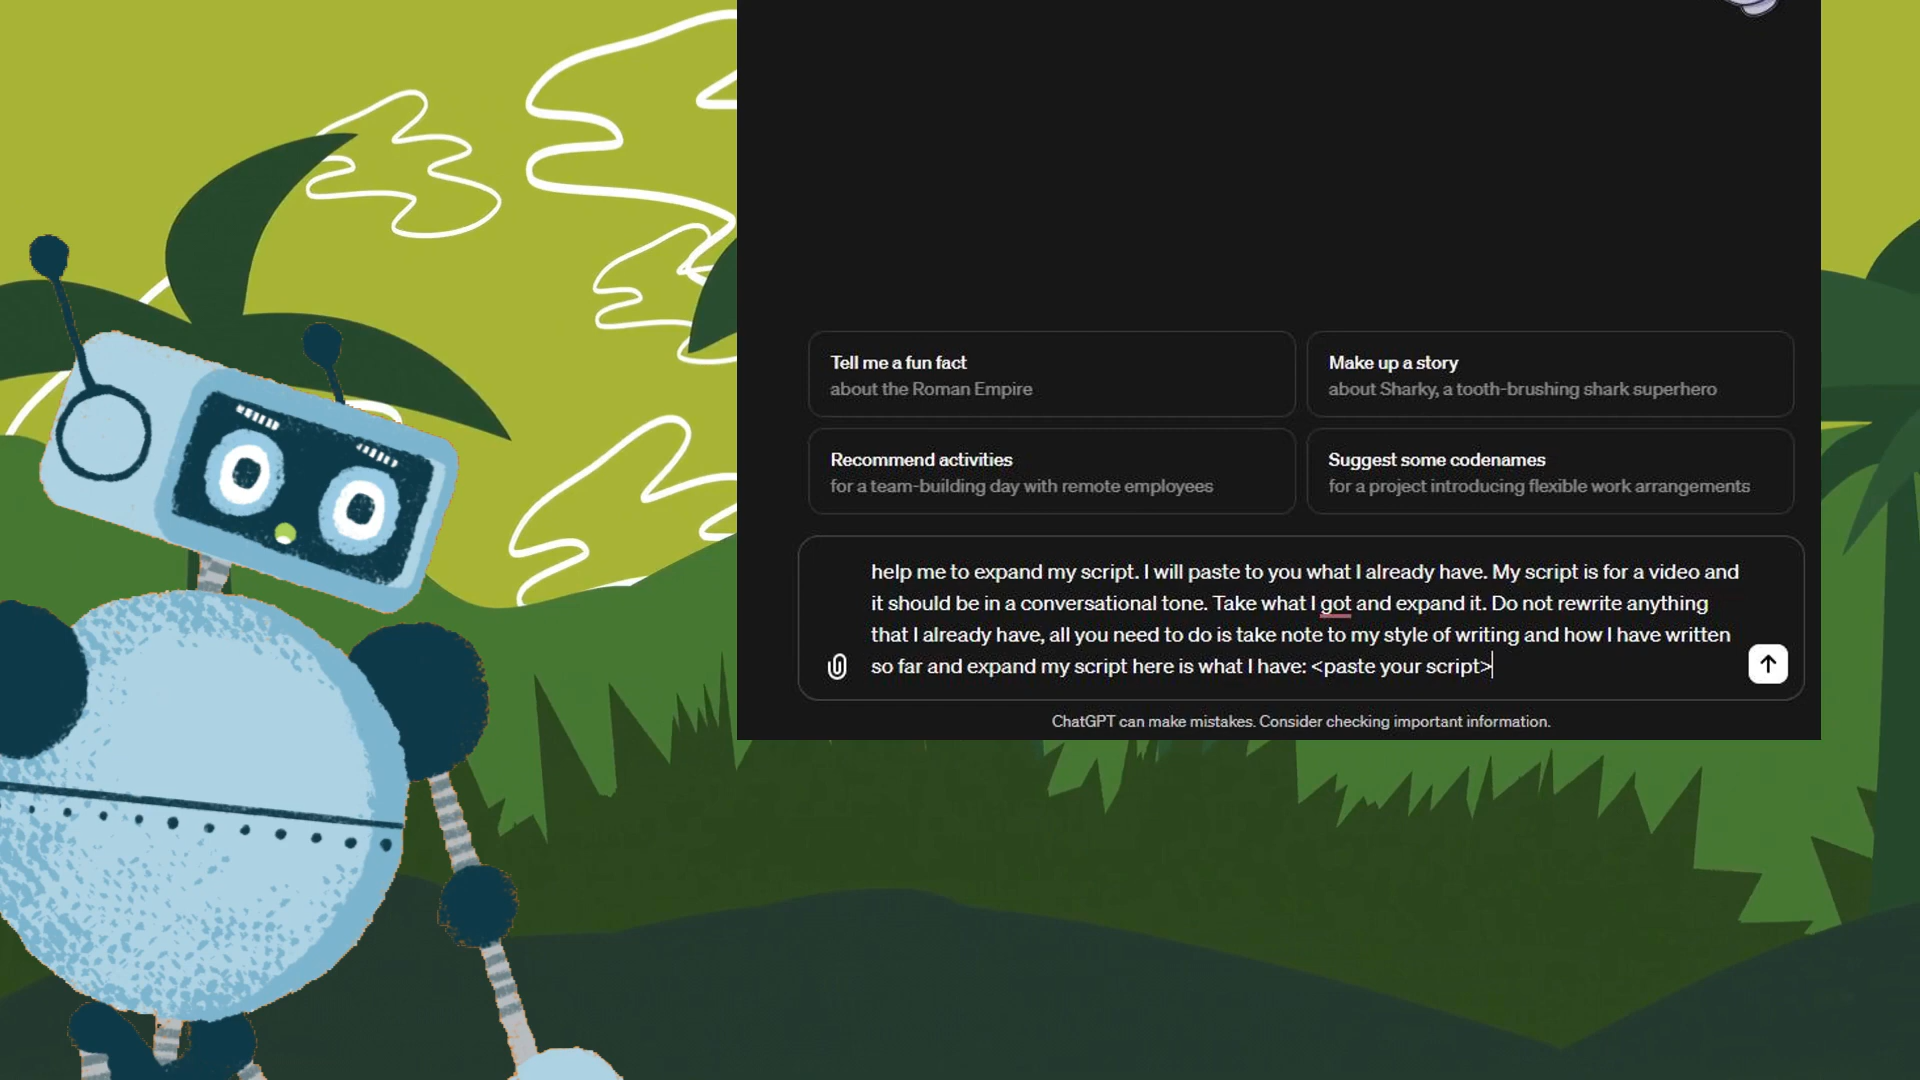 Tell me a fun fact
about the Roman Empire
Make up a story
about Sharky, a tooth-brushing shark superhero
Recommend activities
for a team-building day with remote employees
Suggest some codenames
for a project introducing flexible work arrangements
help me to expand my script. I will paste to you what I already have. My script is for a video and
it should be in a conversational tone. Take what I got and expand it. Do not rewrite anything
that I already have, all you need to do is take note to my style of writing and how I have written
so far and expand my script here is what I have: <paste your script>
ChatGPT can make mistakes. Consider checking important information.